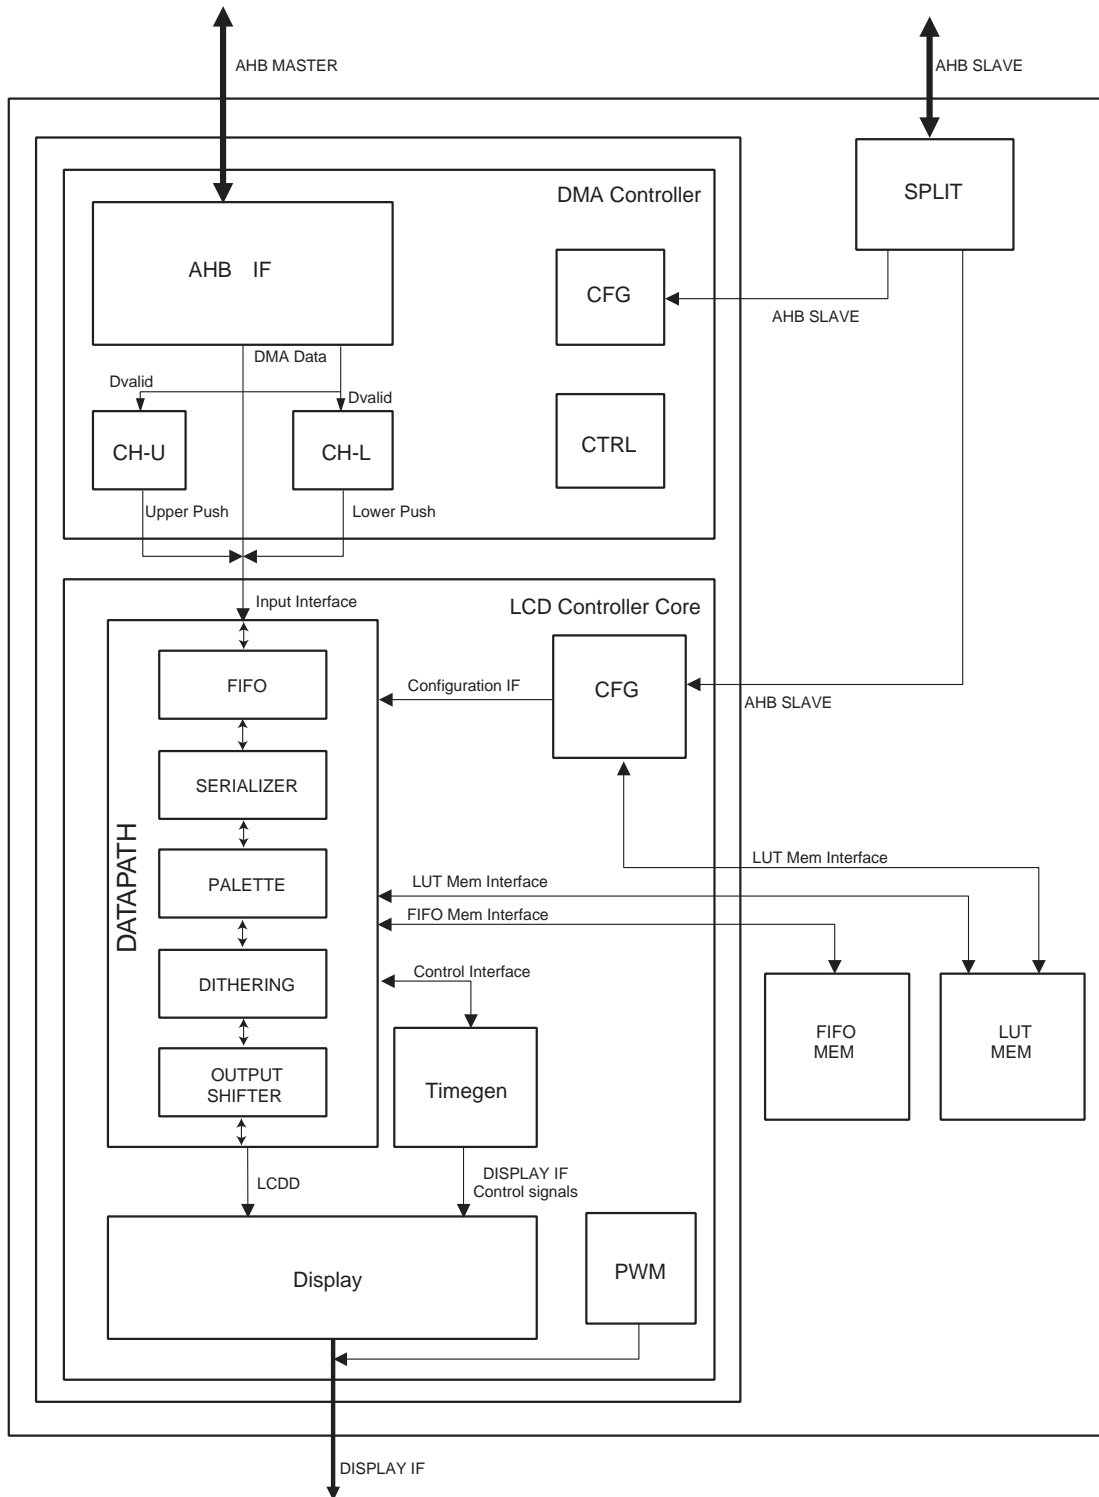 AHB MASTER
AHB SLAVE
DMA Controller
SPLIT
AHB IF
CFG
AHB SLAVE
DMA Data
Dvalid
Dvalid
CH-U
CH-L
CTRL
Upper Push
Lower Push
Input Interface
LCD Controller Core
FIFO
Configuration IF
CFG
AHB SLAVE
SERIALIZER
DATAPATH
PALETTE
LUT Mem Interface
LUT Mem Interface
FIFO Mem Interface
DITHERING
Control Interface
FIFO
MEM
LUT
MEM
OUTPUT
SHIFTER
Timegen
LCDD
DISPLAY IF
Control signals
Display
PWM
DISPLAY IF